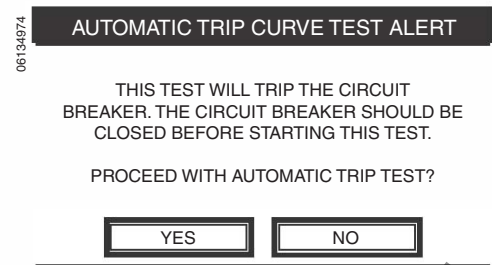 06134974
AUTOMATIC TRIP CURVE TEST ALERT
THIS TEST WILL TRIP THE CIRCUIT
BREAKER. THE CIRCUIT BREAKER SHOULD BE
CLOSED BEFORE STARTING THIS TEST.
PROCEED WITH AUTOMATIC TRIP TEST?
YES
NO